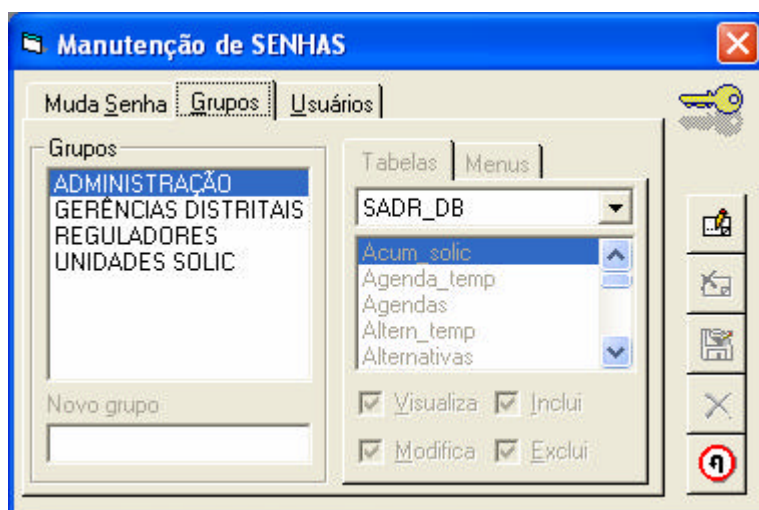 Manutenção de SENHAS
Muda Senha
Grupos
Usuários
Grupos
ADMINISTRAÇÃO
GERÊNCIAS DISTRITAIS
REGULADORES
UNIDADES SOLIC
Novo grupo
Tabelas
Menus
SADR_DB
Acum_solic
Agenda_temp
Agendas
Altern_temp
Alternativas
Visualiza
Inclui
Modifica
Exclui